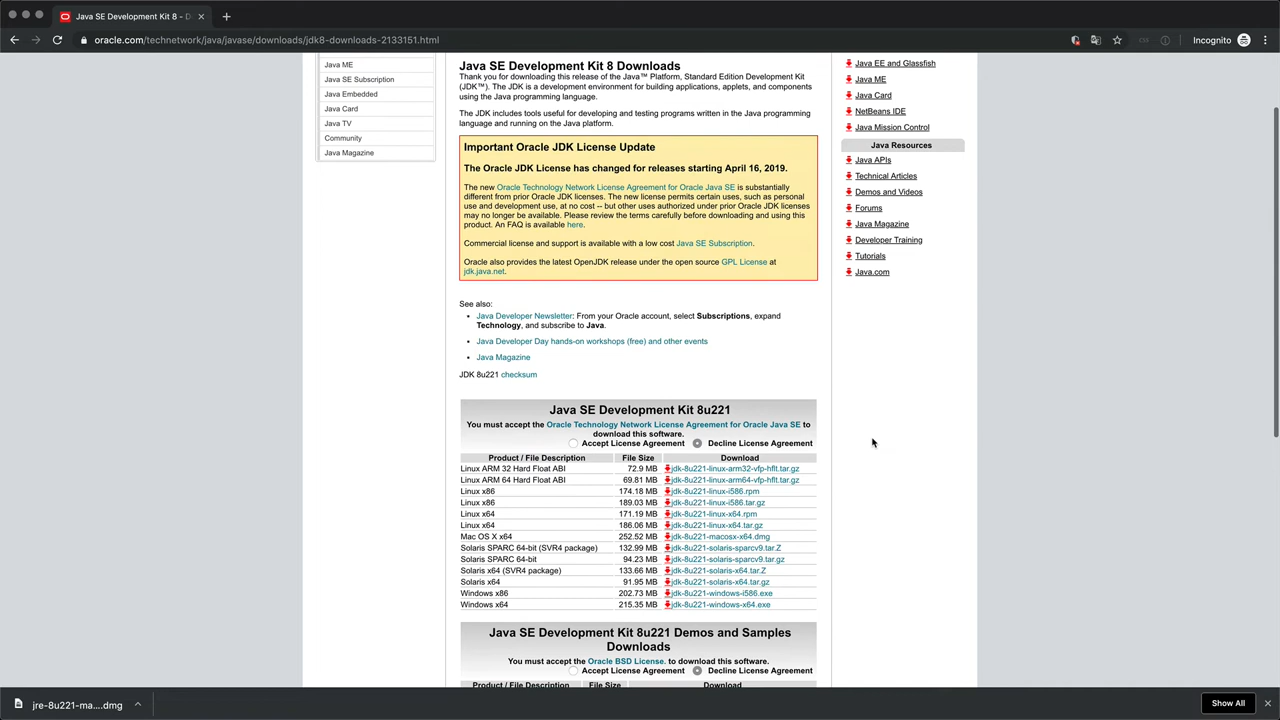 Java SE Development Kit 8 - D
oracle.com/technetwork/java/javase/downloads/jdk8-downloads-2133151.html
Incognito
Java ME
Java SE Subscription
Java Embedded
Java Card
Java TV
Community
Java Magazine
Java SE Development Kit 8 Downloads
Thank you for downloading this release of the Java™ Platform, Standard Edition Development Kit
(JDK™). The JDK is a development environment for building applications, applets, and components
using the Java programming language.
The JDK includes tools useful for developing and testing programs written in the Java programming
language and running on the Java platform.
Important Oracle JDK License Update
The Oracle JDK License has changed for releases starting April 16, 2019.
The new Oracle Technology Network License Agreement for Oracle Java SE is substantially
different from prior Oracle JDK licenses. The new license permits certain uses, such as personal
use and development use, at no cost -- but other uses authorized under prior Oracle JDK licenses
may no longer be available. Please review the terms carefully before downloading and using this
product. An FAQ is available here.
Commercial license and support is available with a low cost Java SE Subscription.
Oracle also provides the latest OpenJDK release under the open source GPL License at
jdk.java.net.
See also:
• Java Developer Newsletter: From your Oracle account, select Subscriptions, expand
Technology, and subscribe to Java.
• Java Developer Day hands-on workshops (free) and other events
• Java Magazine
JDK 8u221 checksum
Java SE Development Kit 8u221
You must accept the Oracle Technology Network License Agreement for Oracle Java SE to
download this software.
Accept License Agreement Decline License Agreement
Product / File Description File Size Download
Linux ARM 32 Hard Float ABI 72.9 MB jdk-8u221-linux-arm32-vfp-hflt.tar.gz
Linux ARM 64 Hard Float ABI 69.81 MB jdk-8u221-linux-arm64-vfp-hflt.tar.gz
Linux x86 174.18 MB jdk-8u221-linux-i586.rpm
Linux x86 189.03 MB jdk-8u221-linux-i586.tar.gz
Linux x64 171.19 MB jdk-8u221-linux-x64.rpm
Linux x64 186.06 MB jdk-8u221-linux-x64.tar.gz
Mac OS X x64 252.52 MB jdk-8u221-macosx-x64.dmg
Solaris SPARC 64-bit (SVR4 package) 132.99 MB jdk-8u221-solaris-sparcv9.tar.Z
Solaris SPARC 64-bit 94.23 MB jdk-8u221-solaris-sparcv9.tar.gz
Solaris x64 (SVR4 package) 133.66 MB jdk-8u221-solaris-x64.tar.Z
Solaris x64 91.95 MB jdk-8u221-solaris-x64.tar.gz
Windows x86 202.73 MB jdk-8u221-windows-i586.exe
Windows x64 215.35 MB jdk-8u221-windows-x64.exe
Java SE Development Kit 8u221 Demos and Samples
Downloads
You must accept the Oracle BSD License. to download this software.
Accept License Agreement Decline License Agreement
Product / File Description File Size Download
Java EE and Glassfish
Java ME
Java Card
NetBeans IDE
Java Mission Control
Java Resources
Java APIs
Technical Articles
Demos and Videos
Forums
Java Magazine
Developer Training
Tutorials
Java.com
jre-8u221-ma....dmg
Show All